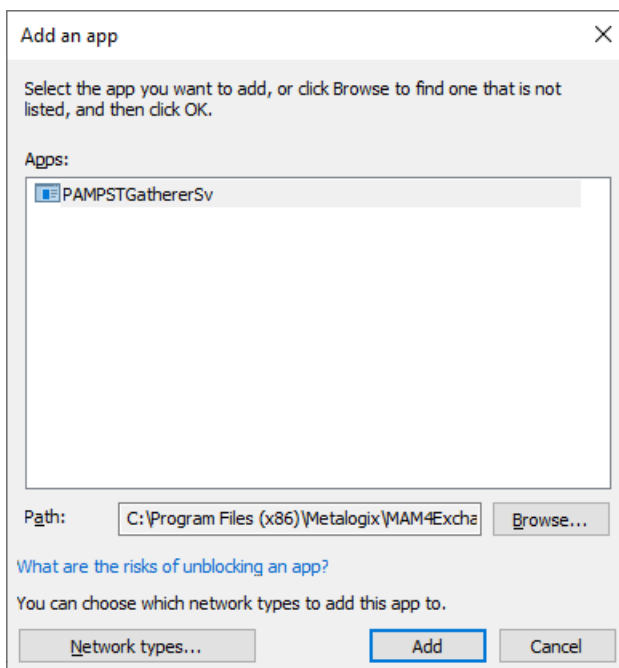 Add an app
Select the app you want to add, or click Browse to find one that is not
listed, and then click OK.
Apps:
PAMPSTGathererSv
Path:
C:\Program Files (x86)\Metalogix\MAM4Excha
Browse...
What are the risks of unblocking an app?
You can choose which network types to add this app to.
Network types...
Add
Cancel